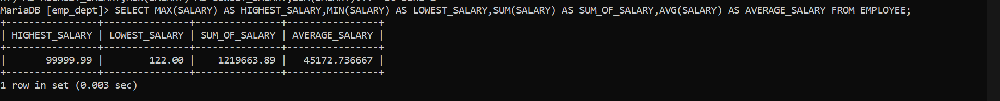 MariaDB [emp_dept]> SELECT MAX(SALARY) AS HIGHEST_SALARY,MIN(SALARY) AS LOWEST_SALARY,SUM(SALARY) AS SUM_OF_SALARY,AVG(SALARY) AS AVERAGE_SALARY FROM EMPLOYEE;
+----------------+---------------+---------------+----------------+
| HIGHEST_SALARY | LOWEST_SALARY | SUM_OF_SALARY | AVERAGE_SALARY |
+----------------+---------------+---------------+----------------+
|       99999.99 |        122.00 |    1219663.89 |   45172.736667 |
+----------------+---------------+---------------+----------------+
1 row in set (0.003 sec)